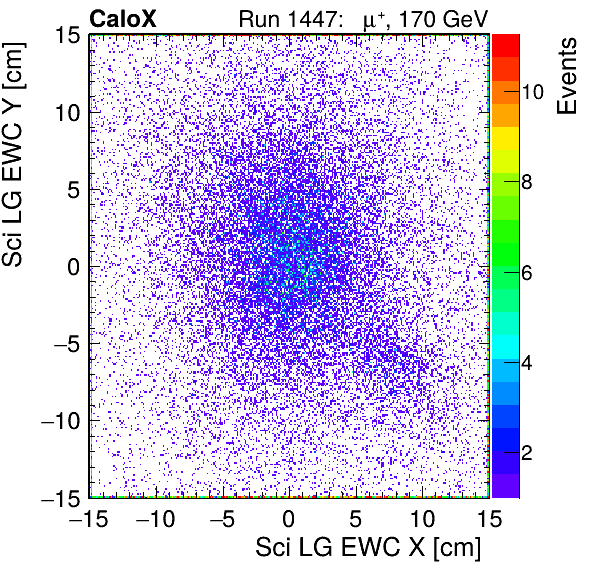 CaloX Run 1447: μ⁺, 170 GeV
Sci LG EWC Y [cm]
Events
15
10
5
0
−5
−10
−15
10
8
6
4
2
−15 −10 −5 0 5 10 15
Sci LG EWC X [cm]